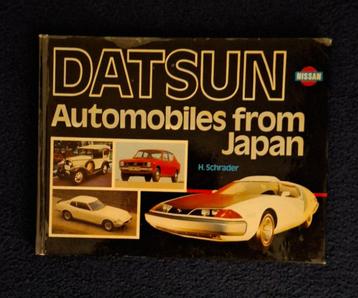 DATSUN
NISSAN
Automobiles from
Japan
H. Schrader